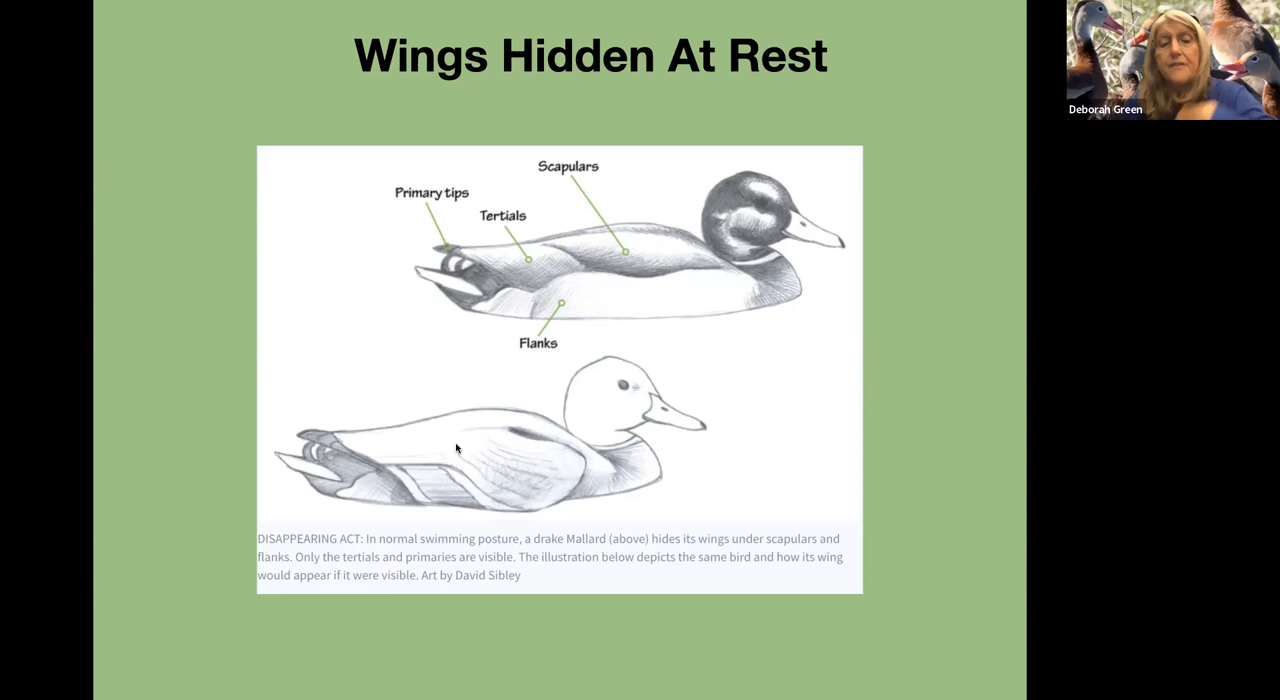 Wings Hidden At Rest
Deborah Green
Scapulars
Primary tips
Tertials
Flanks
DISAPPEARING ACT: In normal swimming posture, a drake Mallard (above) hides its wings under scapulars and
flanks. Only the tertials and primaries are visible. The illustration below depicts the same bird and how its wing
would appear if it were visible. Art by David Sibley